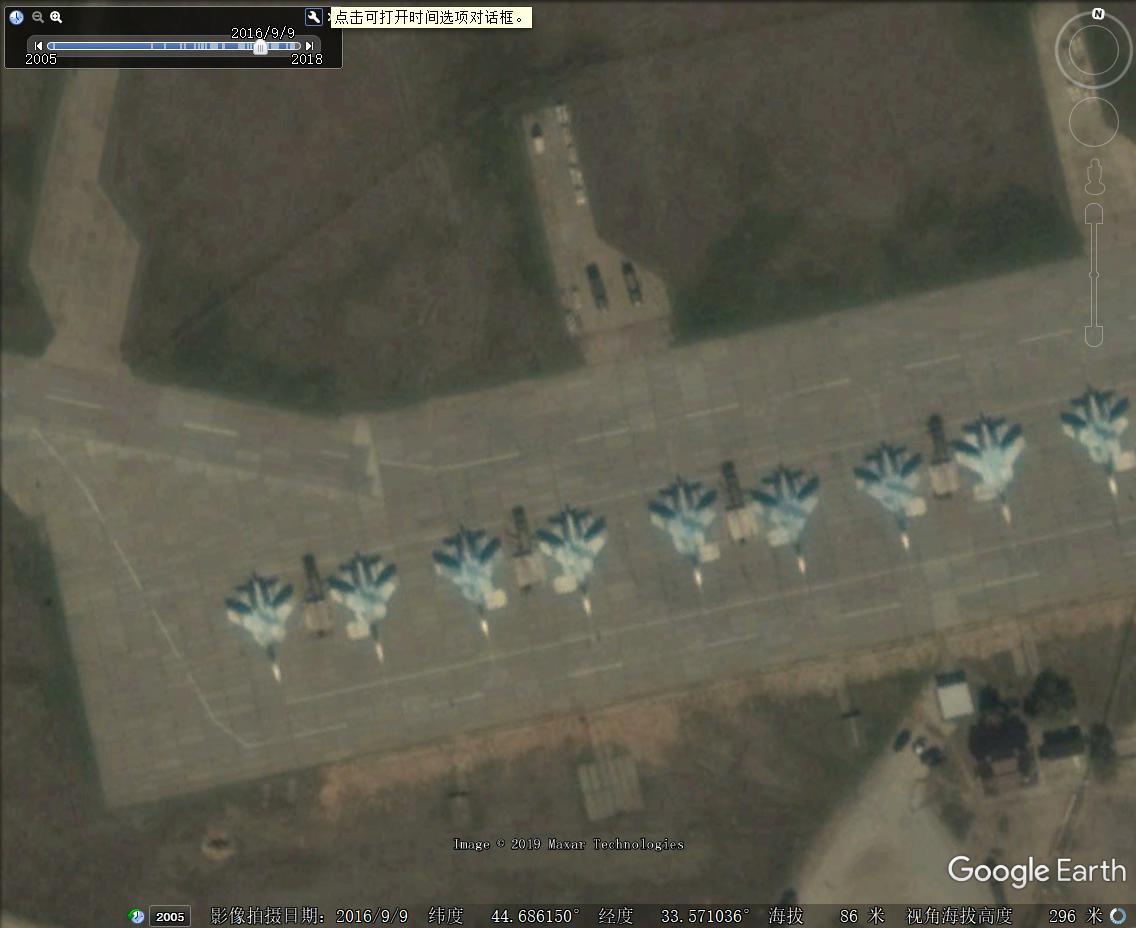 点击可打开时间选项对话框。
2016/9/9
2005
2018
N
Image © 2019 Maxar Technologies
Google Earth
2005
影像拍摄日期: 2016/9/9 纬度 44.686150° 经度 33.571036° 海拔 86 米 视角海拔高度 296 米